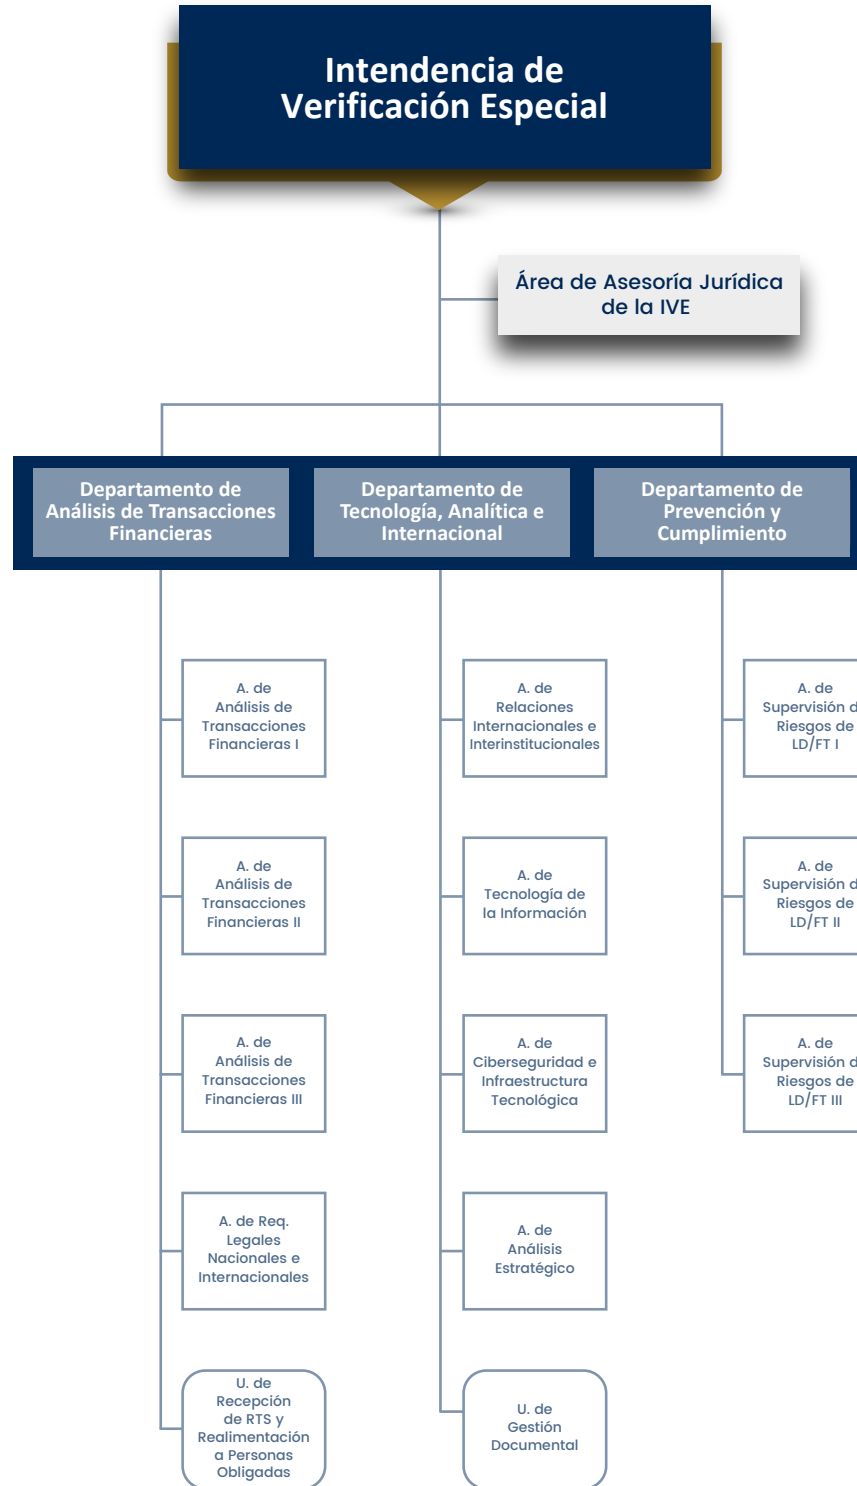 Intendencia de
Verificación Especial
Área de Asesoría Jurídica
de la IVE
Departamento de
Análisis de Transacciones
Financieras
Departamento de
Tecnología, Analítica e
Internacional
Departamento de
Prevención y
Cumplimiento
A. de
Análisis de
Transacciones
Financieras I
A. de
Análisis de
Transacciones
Financieras II
A. de
Análisis de
Transacciones
Financieras III
A. de Req.
Legales
Nacionales e
Internacionales
U. de
Recepción
de RTS y
Realimentación
a Personas
Obligadas
A. de
Relaciones
Internacionales e
Interinstitucionales
A. de
Tecnología de
la Información
A. de
Ciberseguridad e
Infraestructura
Tecnológica
A. de
Análisis
Estratégico
U. de
Gestión
Documental
A. de
Supervisión
Riesgos de
LD/FT I
A. de
Supervisión
Riesgos de
LD/FT II
A. de
Supervisión
Riesgos de
LD/FT III